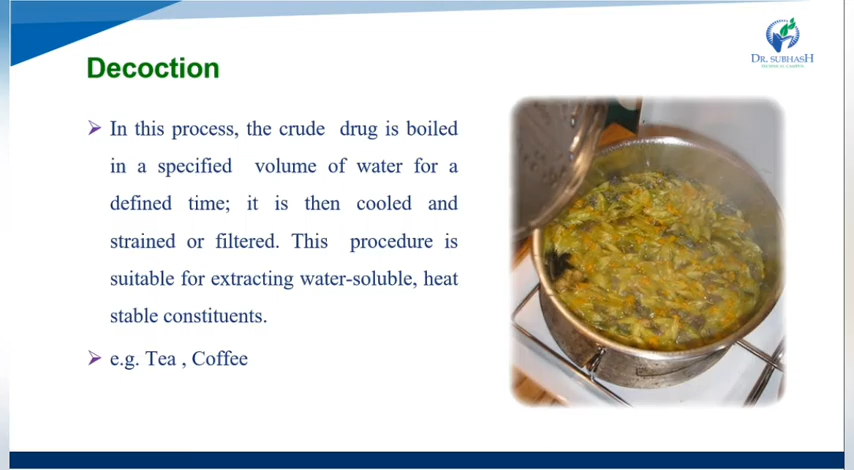 DR. SUBHASH
Decoction
➢ In this process, the crude drug is boiled
in a specified volume of water for a
defined time; it is then cooled and
strained or filtered. This procedure is
suitable for extracting water-soluble, heat
stable constituents.
➢ e.g. Tea , Coffee